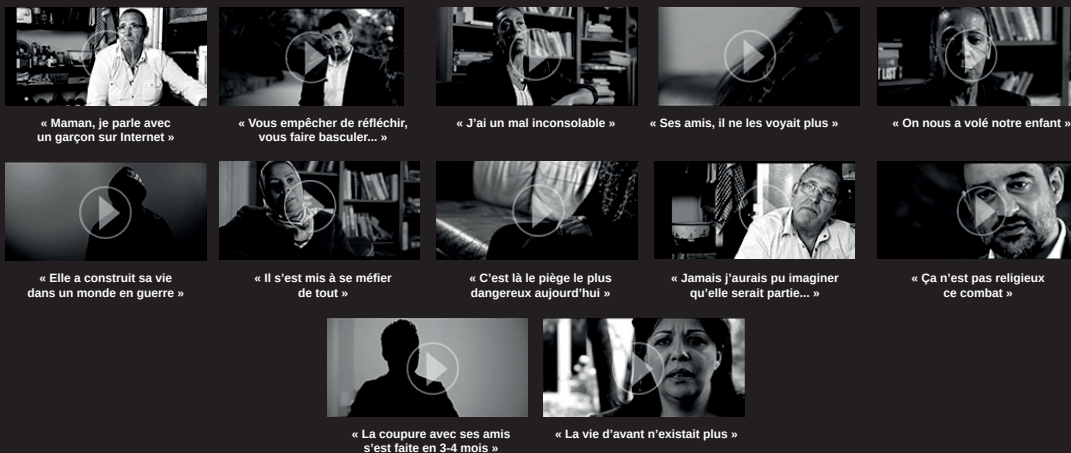 « Maman, je parle avec
un garçon sur Internet »
« Vous empêcher de réfléchir,
vous faire basculer... »
« J’ai un mal inconsolable »
« Ses amis, il ne les voyait plus »
« On nous a volé notre enfant »
LIST
« Elle a construit sa vie
dans un monde en guerre »
« Il s’est mis à se méfier
de tout »
« C’est là le piège le plus
dangereux aujourd’hui »
« Jamais j’aurais pu imaginer
qu’elle serait partie... »
« Ça n’est pas religieux
ce combat »
« La coupure avec ses amis
s’est faite en 3-4 mois »
« La vie d’avant n’existait plus »